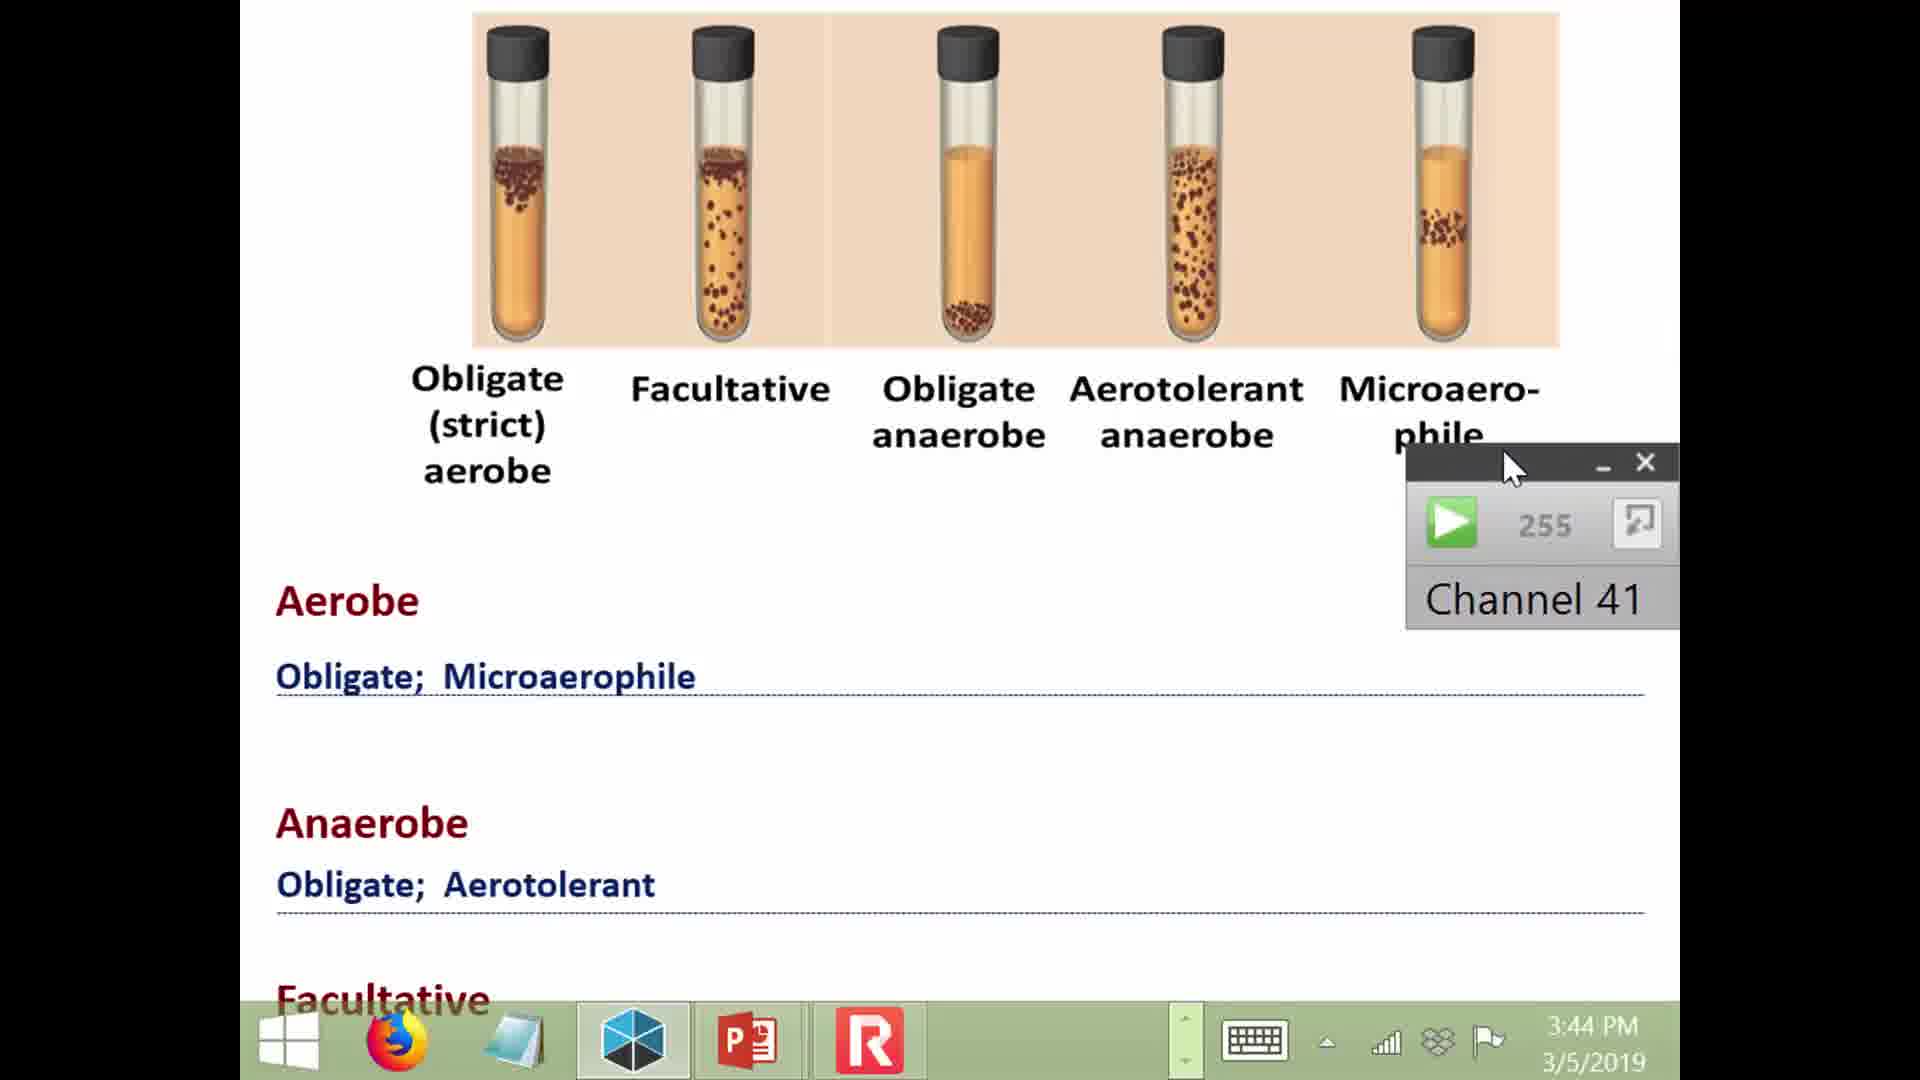 Obligate
(strict)
aerobe
Facultative
Obligate
anaerobe
Aerotolerant
anaerobe
Microaero-
phile
255
Channel 41
Aerobe
Obligate; Microaerophile
Anaerobe
Obligate; Aerotolerant
Facultative
P
R
3:44 PM
3/5/2019